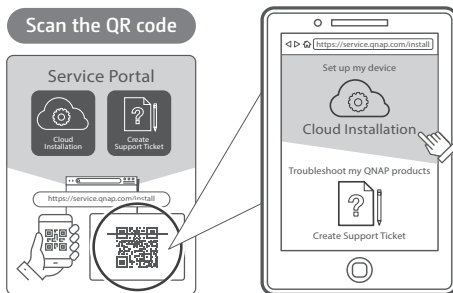 Scan the QR code
Service Portal
Cloud
Installation
Create
Support Ticket
https://service.qnap.com/install
https://service.qnap.com/install
Set up my device
Cloud Installation
Troubleshoot my QNAP products
Create Support Ticket